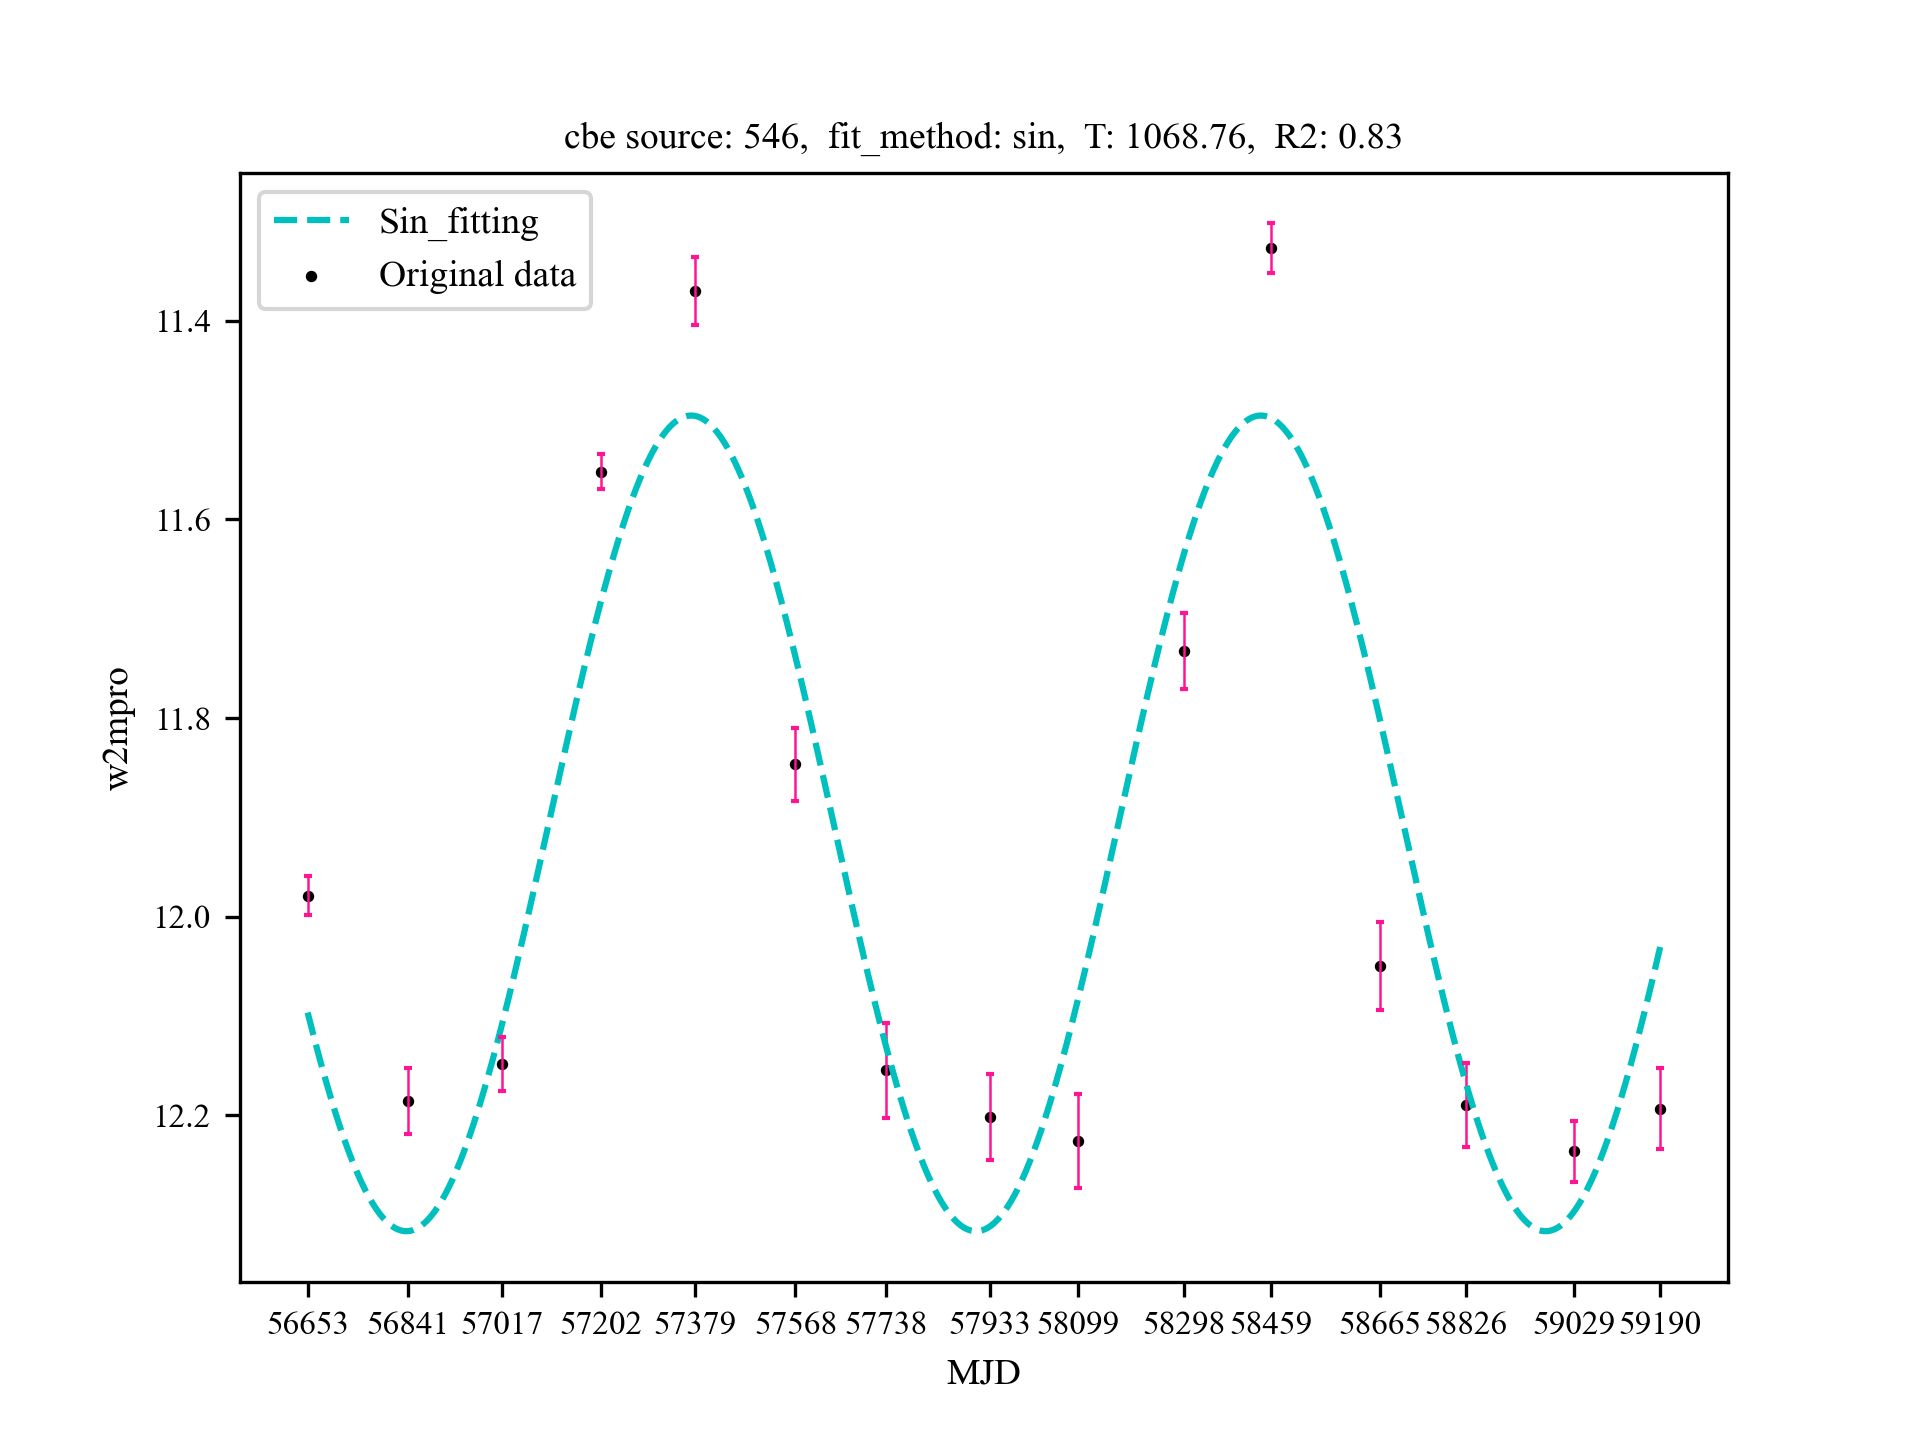 cbe source: 546,  fit_method: sin,  T: 1068.76,  R2: 0.83
Sin_fitting
Original data
11.4
11.6
11.8
12.0
12.2
w2mpro
56653 56841 57017 57202 57379 57568 57738 57933 58099 58298 58459 58665 58826 59029 59190
MJD